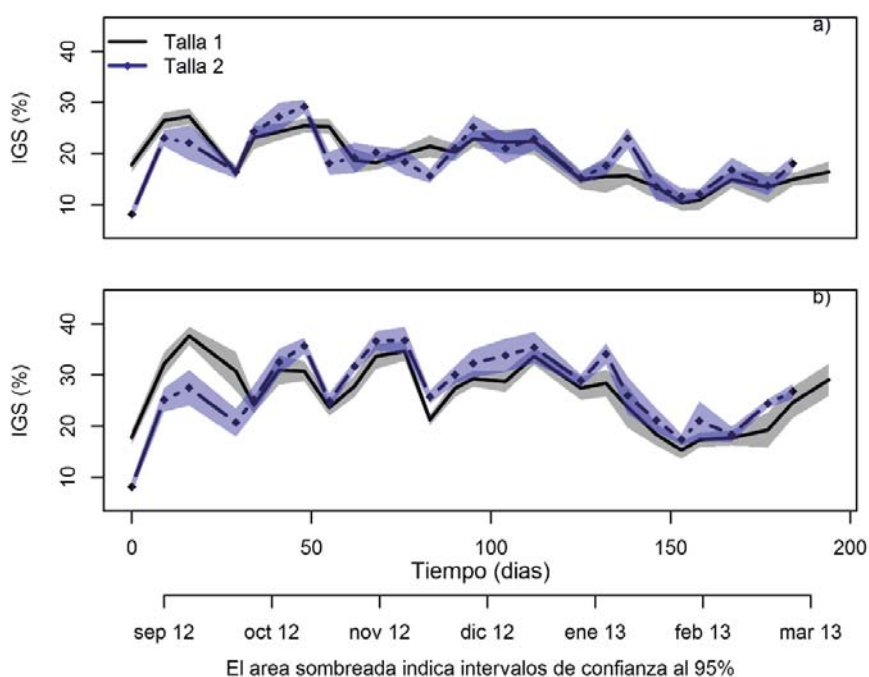 a)
Talla 1
Talla 2
IGS (%)
40
30
20
10
b)
IGS (%)
40
30
20
10
0 50 100 150 200
Tiempo (dias)
sep 12 oct 12 nov 12 dic 12 ene 13 feb 13 mar 13
El area sombreada indica intervalos de confianza al 95%